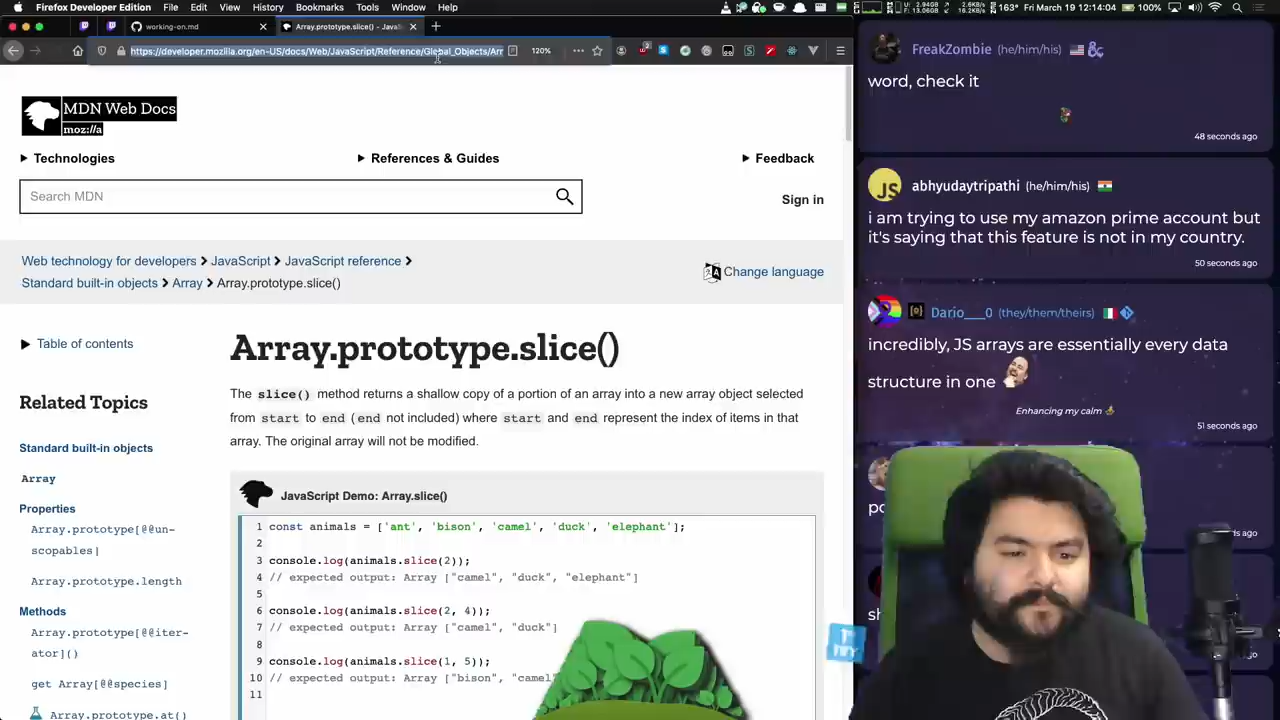 Firefox Developer Edition File Edit View History Bookmarks Tools Window Help
163° Fri March 19 12:14:04 100%
working-on.md
Array.prototype.slice() - JavaS
https://developer.mozilla.org/en-US/docs/Web/JavaScript/Reference/Global_Objects/Arr
120%
MDN Web Docs
moz://a
Technologies
References & Guides
Feedback
Search MDN
Sign in
Web technology for developers JavaScript JavaScript reference
Standard built-in objects Array Array.prototype.slice()
Change language
Table of contents
Related Topics
Standard built-in objects
Array
Properties
Array.prototype[@@un-
scopables]
Array.prototype.length
Methods
Array.prototype[@@iter-
ator]()
get Array[@@species]
Array.prototype.at()
Array.prototype.slice()
The slice() method returns a shallow copy of a portion of an array into a new array object selected
from start to end (end not included) where start and end represent the index of items in that
array. The original array will not be modified.
JavaScript Demo: Array.slice()
1 const animals = ['ant', 'bison', 'camel', 'duck', 'elephant'];
2
3 console.log(animals.slice(2));
4 // expected output: Array ["camel", "duck", "elephant"]
5
6 console.log(animals.slice(2, 4));
7 // expected output: Array ["camel", "duck"]
8
9 console.log(animals.slice(1, 5));
10 // expected output: Array ["bison", "camel"
11
FreakZombie (he/him/his)
word, check it
48 seconds ago
JS
abhyudaytripathi (he/him/his)
i am trying to use my amazon prime account but
it's saying that this feature is not in my country.
50 seconds ago
Dario___0 (they/them/theirs)
incredibly, JS arrays are essentially every data
structure in one
Enhancing my calm
51 seconds ago
po
ds ago
sh